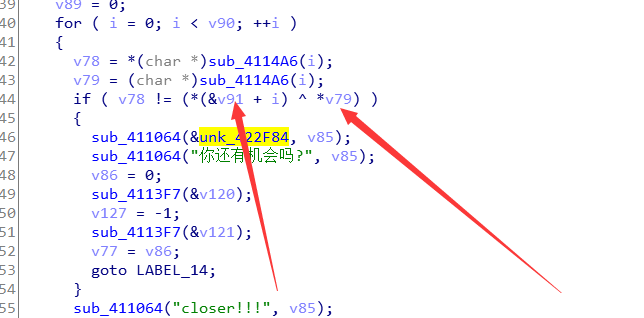 39 v89 = 0;
40 for ( i = 0; i < v90; ++i )
41 {
42 v78 = *(char *)sub_4114A6(i);
43 v79 = (char *)sub_4114A6(i);
44 if ( v78 != (*(&v91 + i) ^ *v79) )
45 {
46 sub_411064(&unk_422F84, v85);
47 sub_411064("你还有机会吗?", v85);
48 v86 = 0;
49 sub_4113F7(&v120);
50 v127 = -1;
51 sub_4113F7(&v121);
52 v77 = v86;
53 goto LABEL_14;
54 }
55 sub_411064("closer!!!", v85);